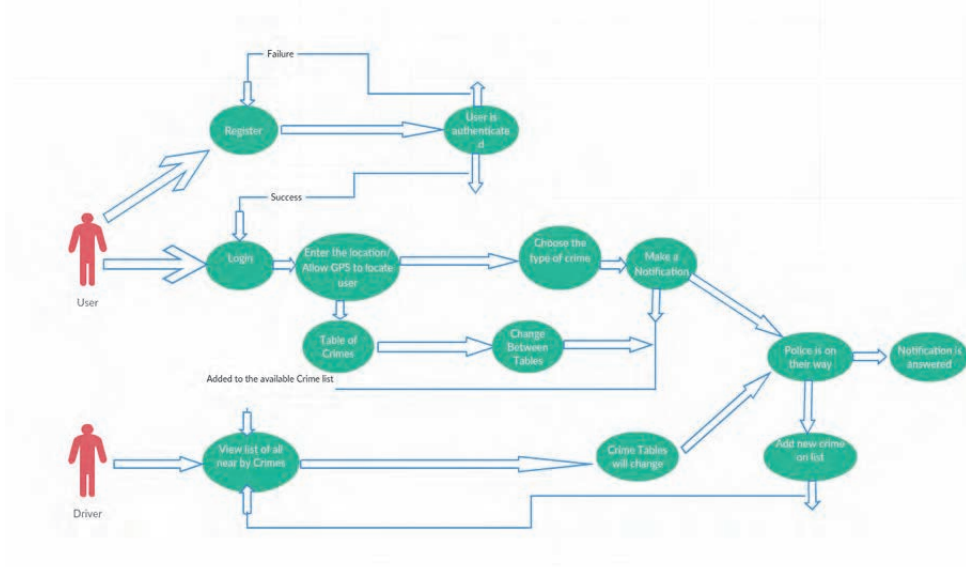 Failure
Register
User is
authenticate
d
Success
User
Login
Enter the location/
Allow GPS to locate
user
Choose the
type of crime
Make a
Notification
Table of
Crimes
Change
Between
Tables
Police is on
their way
Notification is
answered
Added to the available Crime list
View list of all
near by Crimes
Crime Tables
will change
Add new crime
on list
Driver